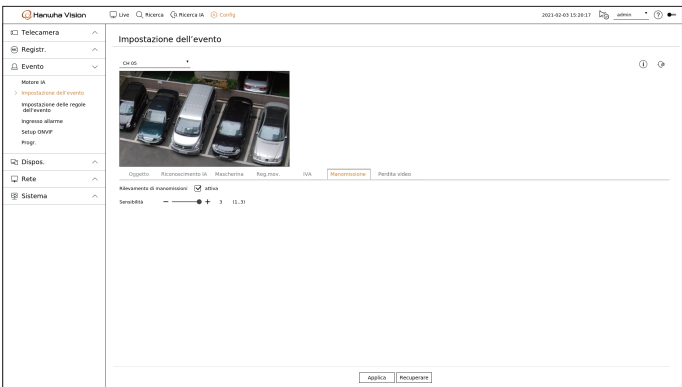 Hanwha Vision
Live Ricerca Ricerca IA Config
2021-02-03 15:26:17 admin
Telecamera
Registr.
Evento
Motore IA
Impostazione dell'evento
Impostazione delle regole
dell'evento
Ingresso allarme
Setup ONVIF
Progr.
Dispos.
Rete
Sistema
Impostazione dell'evento
CH 05
Oggetto Riconoscimento IA Mascherina Reg.mov. IVA Manomissione Perdita video
Rilevamento di manomissioni attiva
Sensibilità − + 3 (1..3)
Applica Recuperare